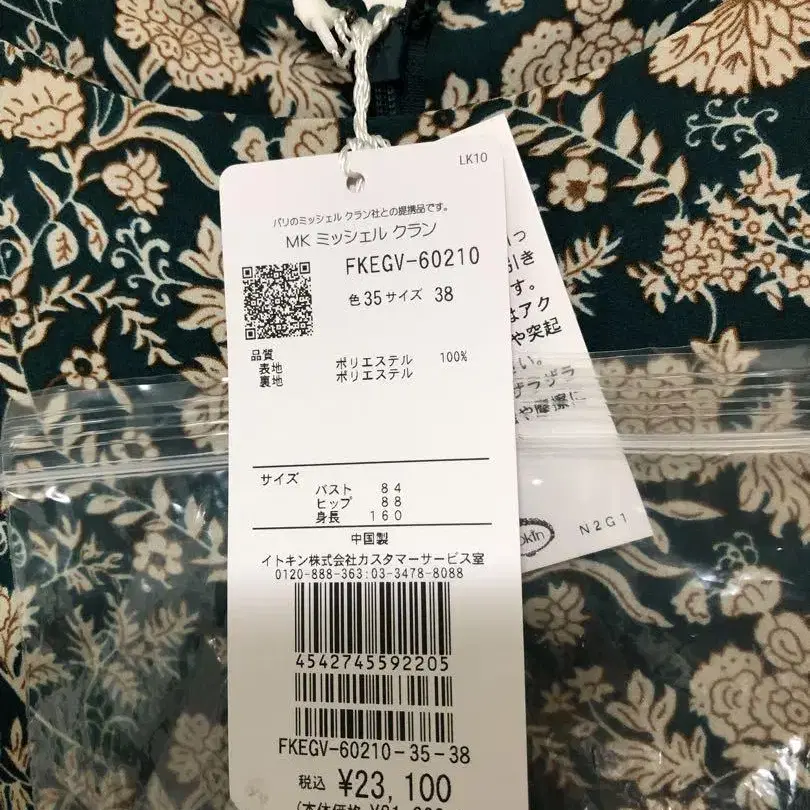 LK10
パリのミッシェル クラン社との提携品です。
MK ミッシェル クラン
FKEGV-60210
色 35 サイズ 38
品質
表地 ポリエステル 100%
裏地 ポリエステル
サイズ
バスト 84
ヒップ 88
身長 160
中国製
イトキン株式会社カスタマーサービス室
0120-888-363:03-3478-8088
4542745592205
FKEGV-60210-35-38
税込 ¥23,100
(本体価格
っ
引き
す。
はアク
や突起
い。
ザラザラ
N2G1